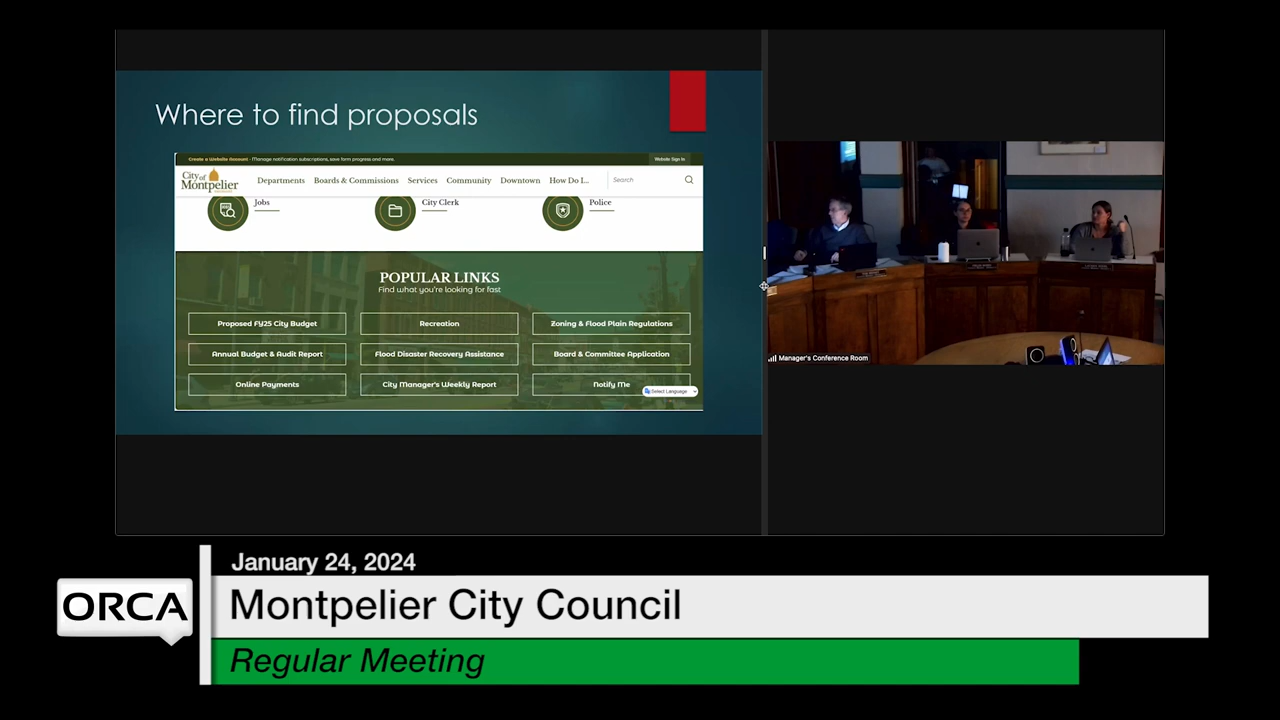 Where to find proposals
Create a Website Account - Manage notification subscriptions, save form progress and more.
Website Sign In
City of
Montpelier
Departments
Boards & Commissions
Services
Community
Downtown
How Do I...
Search
Jobs
City Clerk
Police
POPULAR LINKS
Find what you're looking for fast
Proposed FY25 City Budget
Recreation
Zoning & Flood Plain Regulations
Annual Budget & Audit Report
Flood Disaster Recovery Assistance
Board & Committee Application
Online Payments
City Manager's Weekly Report
Notify Me
Select Language
Manager's Conference Room
January 24, 2024
ORCA
Montpelier City Council
Regular Meeting